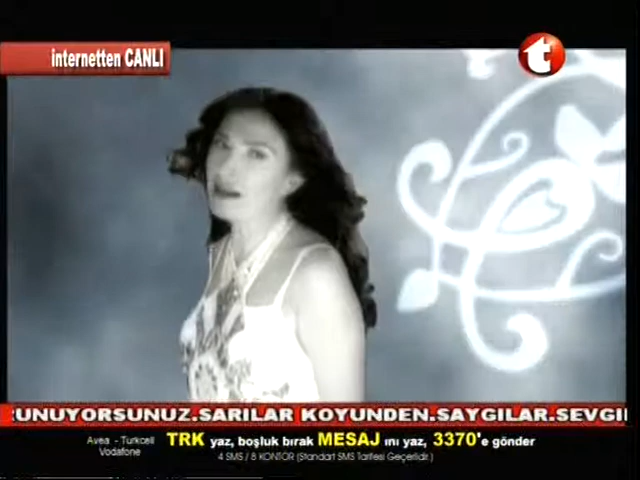 internetten CANLI
t
UNUYORSUNUZ.SARILAR KOYUNDEN.SAYGILAR.SEVGİ
Avea - Turkcell
Vodafone
TRK yaz, boşluk bırak MESAJ ını yaz, 3370'e gönder
4 SMS / 8 KONTÖR (Standart SMS Tarifesi Geçerlidir.)